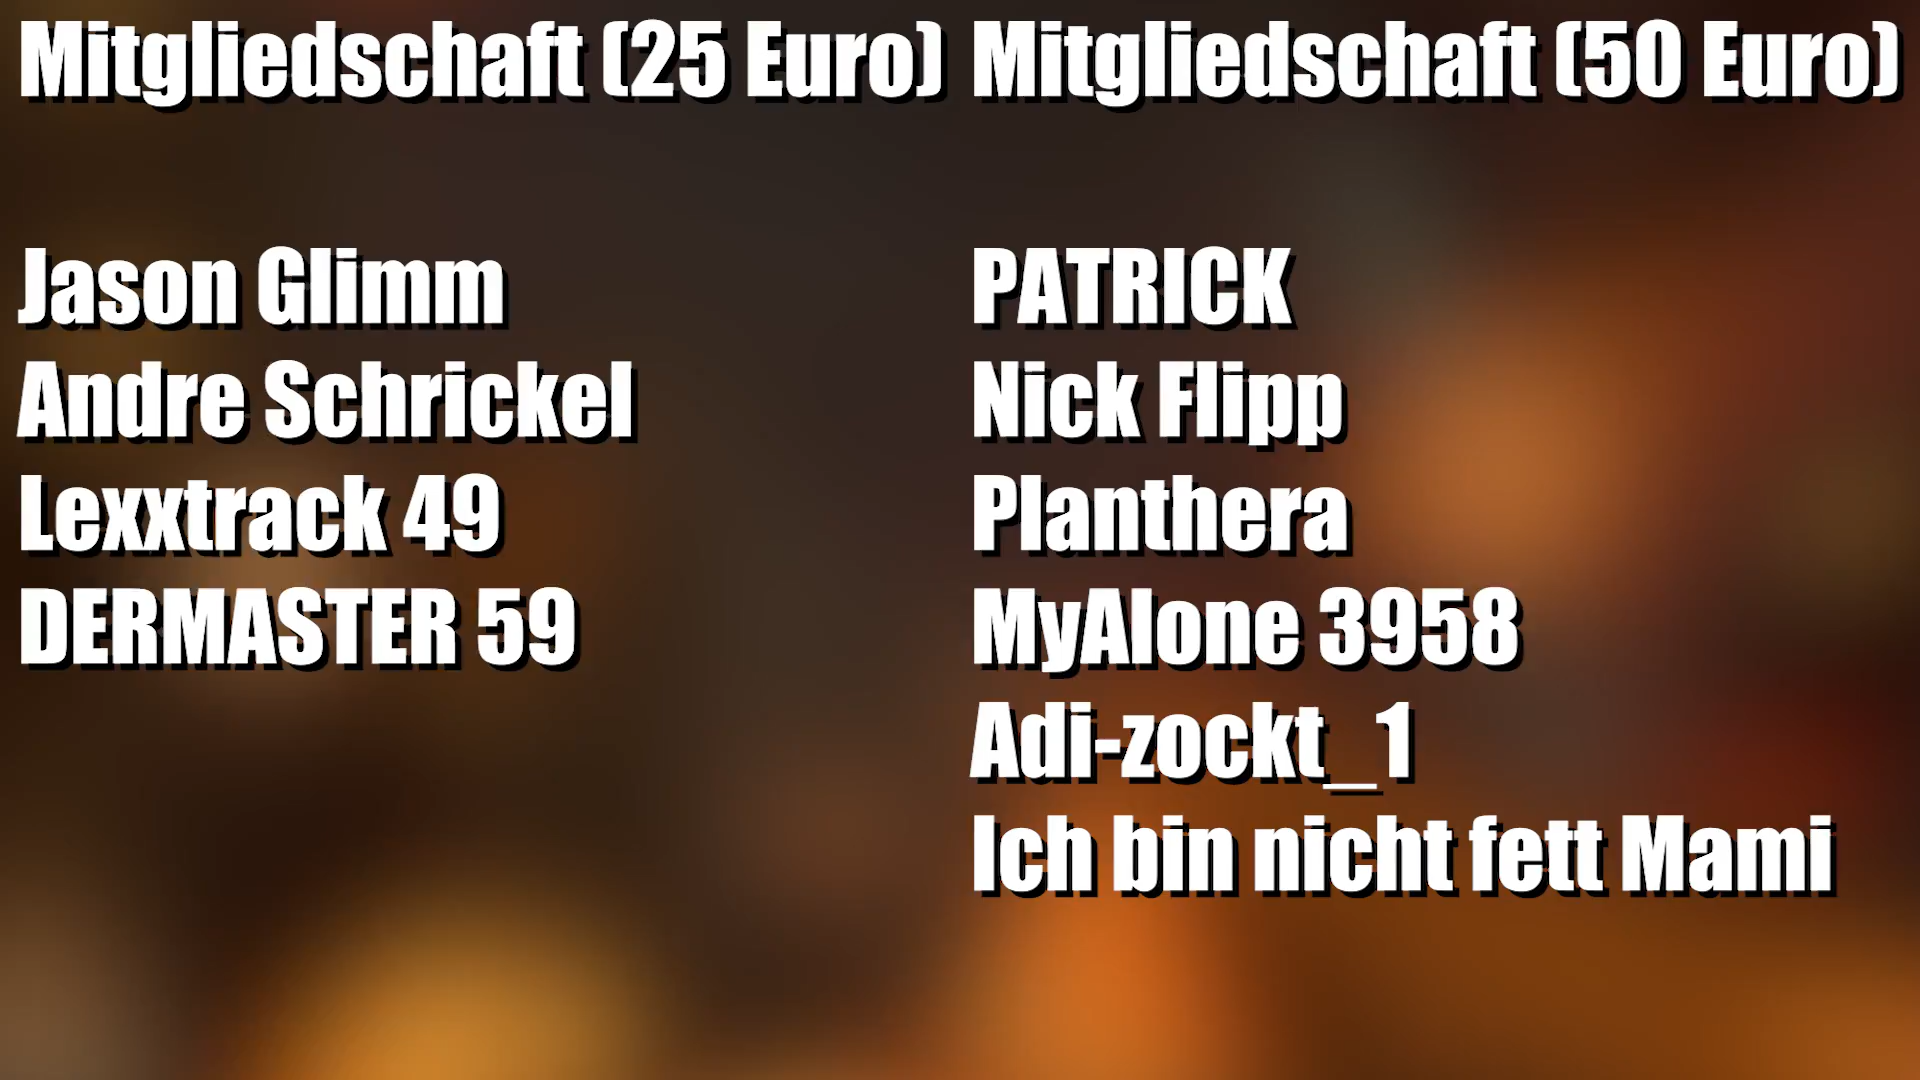 Mitgliedschaft (25 Euro)
Jason Glimm
Andre Schrickel
Lexxtrack 49
DERMASTER 59
Mitgliedschaft (50 Euro)
PATRICK
Nick Flipp
Planthera
MyAlone 3958
Adi-zockt_1
Ich bin nicht fett Mami